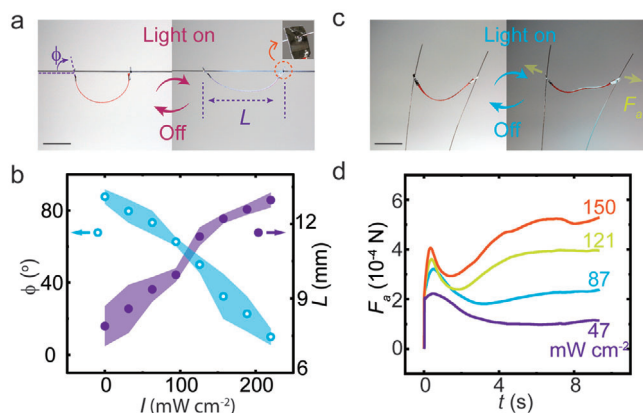 a
Light on
ϕ
L
Off
c
Light on
Fₐ
Off
b
80
40
0
ϕ (°)
12
9
6
L (mm)
0
100
200
I (mW cm⁻²)
d
6
4
2
0
Fₐ (10⁻⁴ N)
150
121
87
47
mW cm⁻²
0
4
8
t (s)